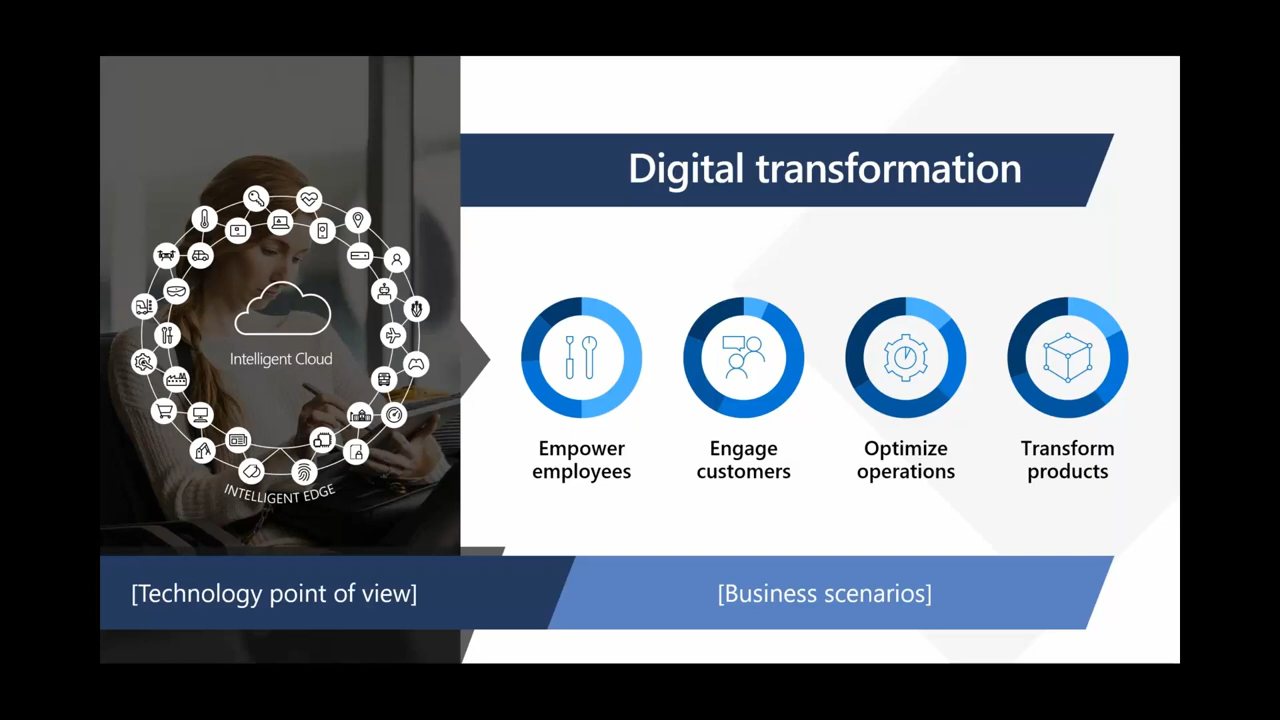 Digital transformation
Intelligent Cloud
INTELLIGENT EDGE
Empower
employees
Engage
customers
Optimize
operations
Transform
products
[Technology point of view]
[Business scenarios]